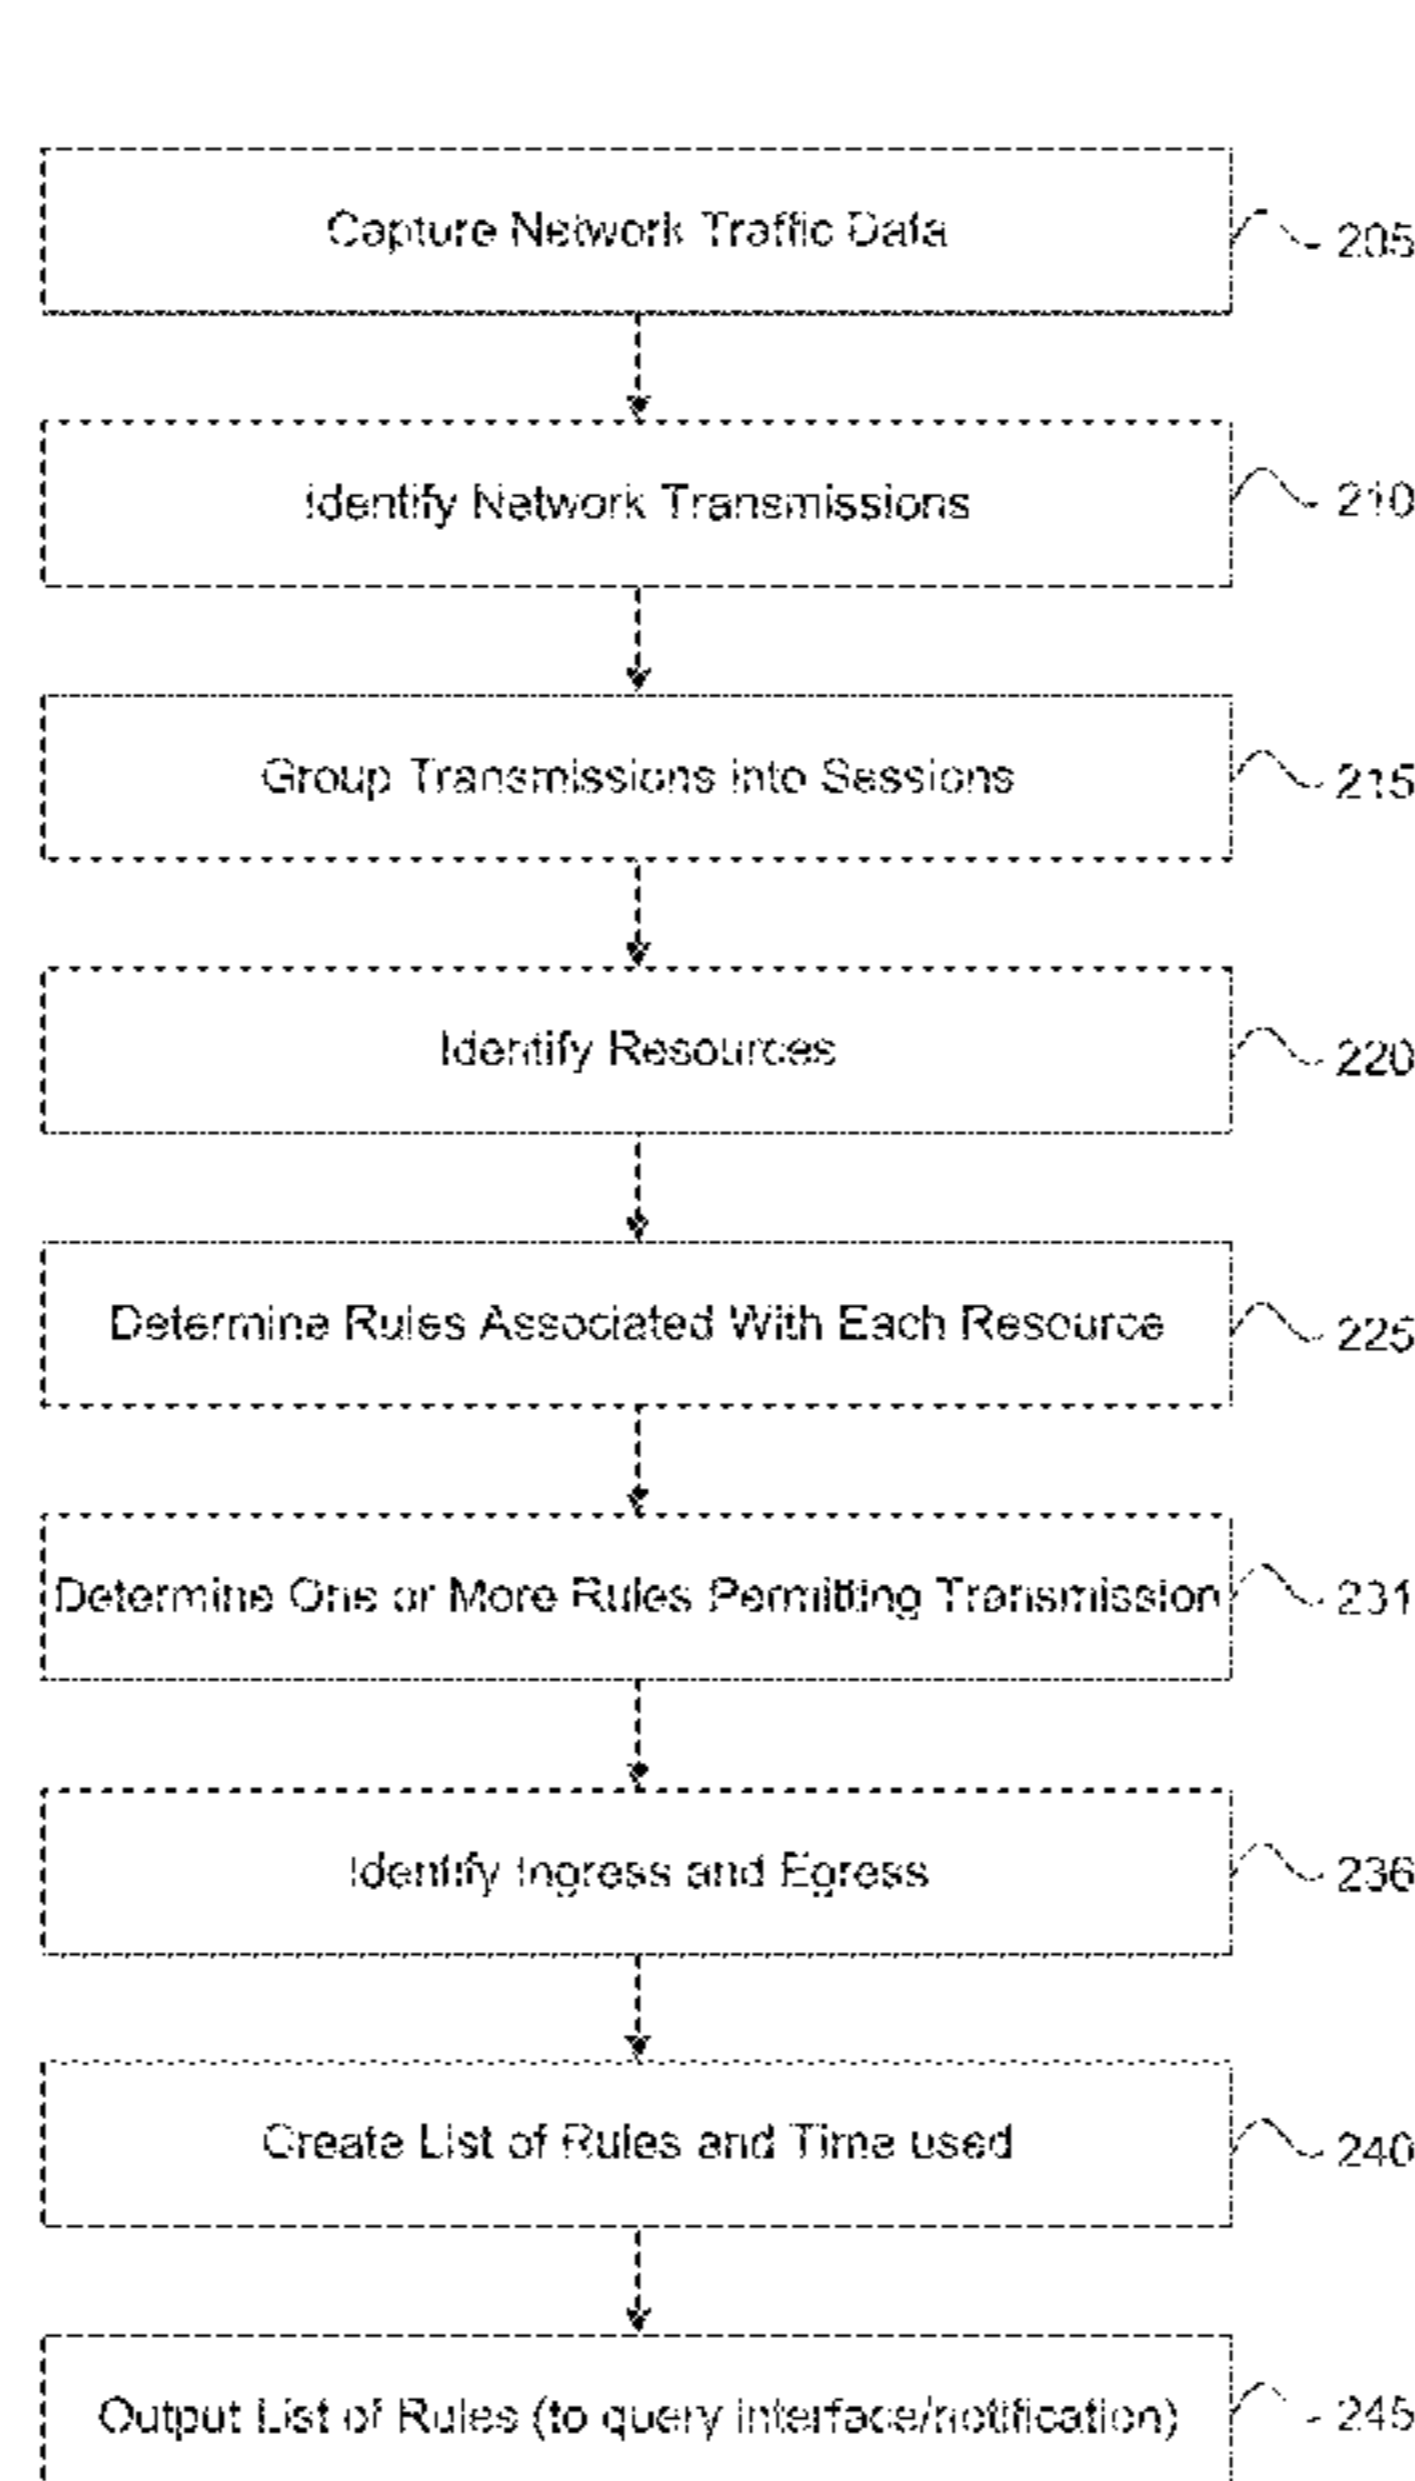 Capture Network Traffic Data
205
Identify Network Transmissions
210
Group Transmissions into Sessions
215
Identify Resources
220
Determine Rules Associated With Each Resource
225
Determine One or More Rules Permitting Transmission
231
Identify Ingress and Egress
236
Create List of Rules and Time used
240
Output List of Rules (to query interface/notification)
245